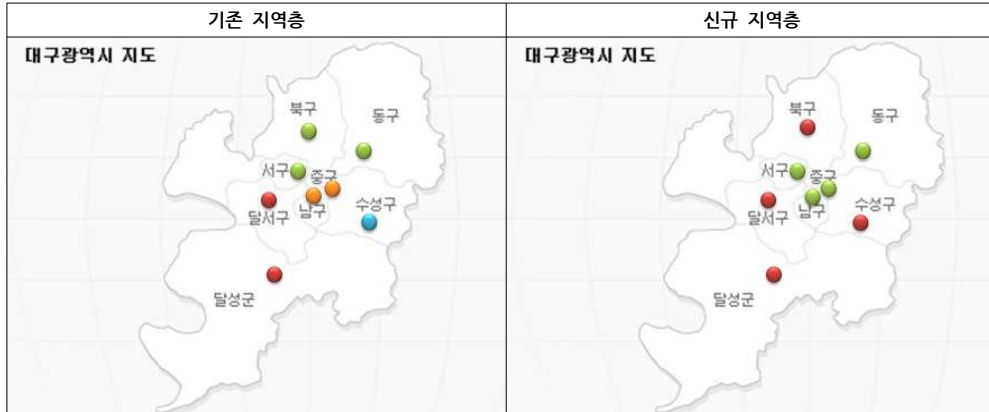 기존 지역층
신규 지역층
대구광역시 지도
북구
동구
서구
중구
달서구
남구
수성구
달성군
대구광역시 지도
북구
동구
서구
중구
달서구
남구
수성구
달성군